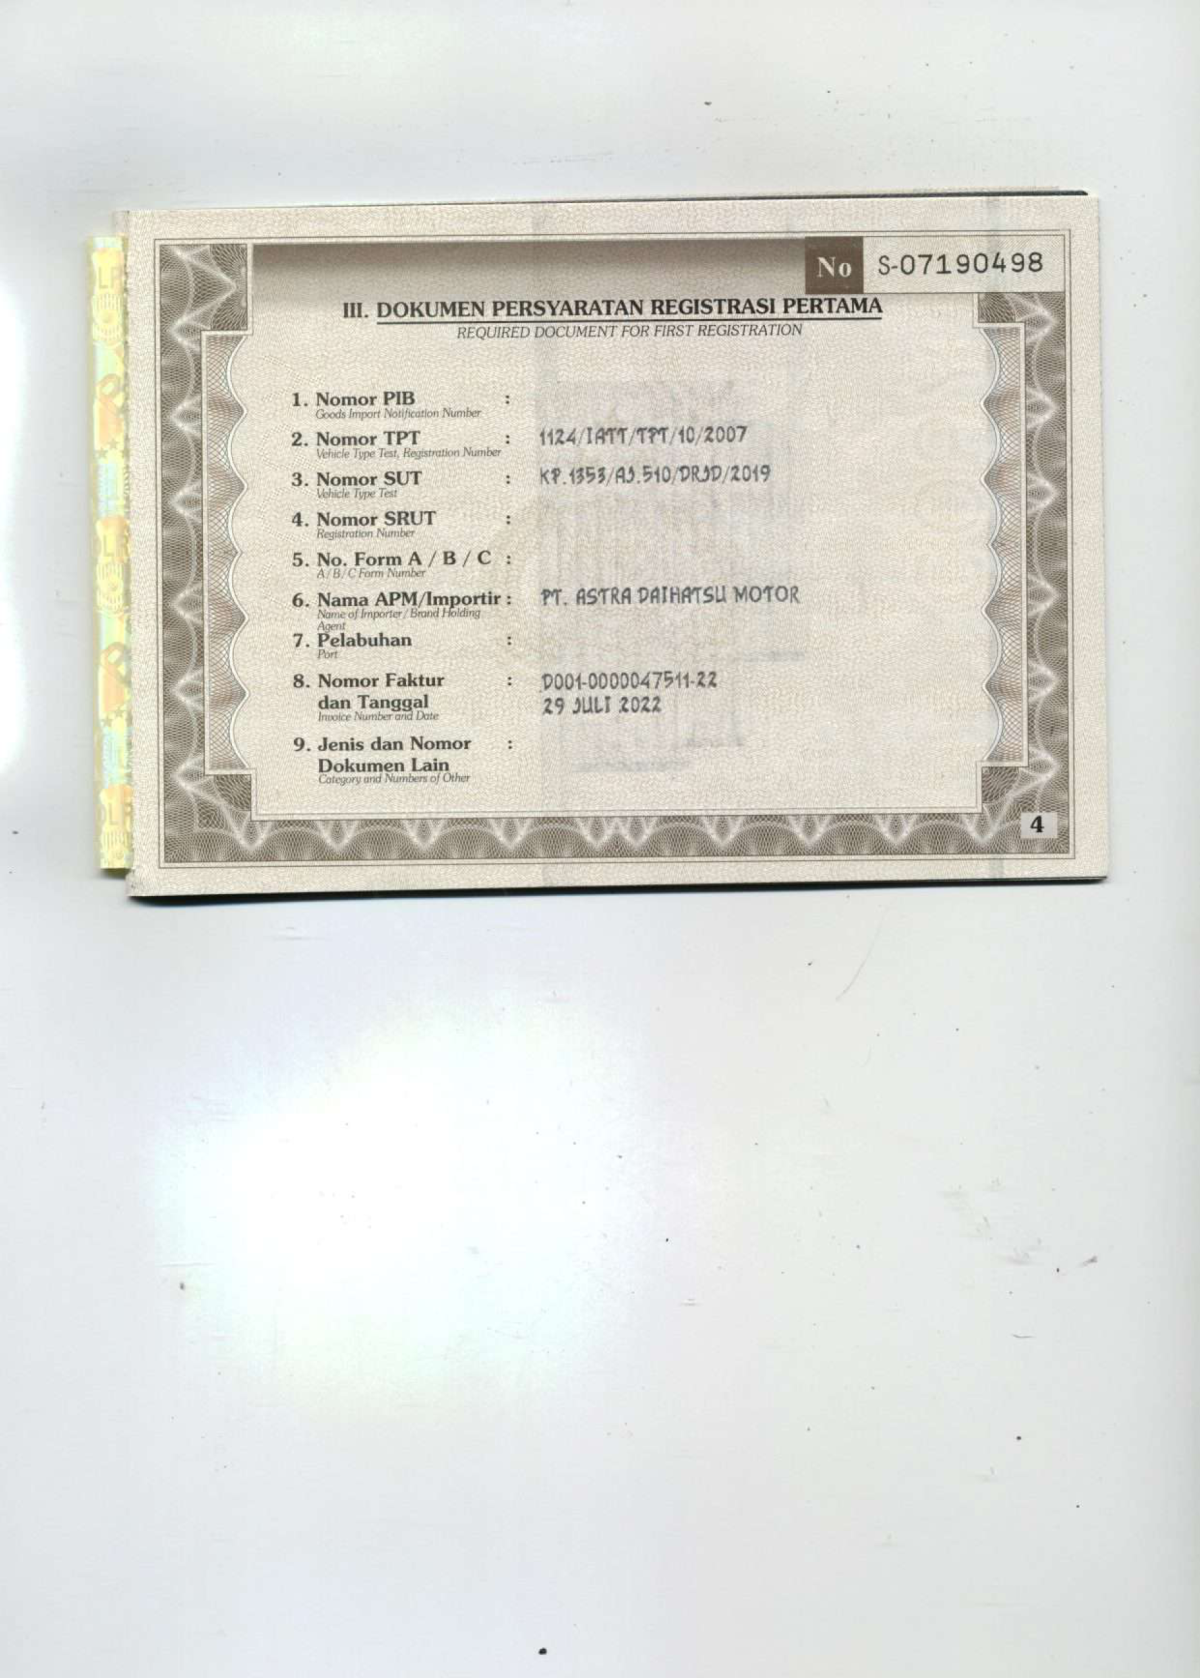 No S-07190498
III. DOKUMEN PERSYARATAN REGISTRASI PERTAMA
REQUIRED DOCUMENT FOR FIRST REGISTRATION
1. Nomor PIB :
Goods Import Notification Number
2. Nomor TPT : 1124/IATT/TPT/10/2007
Vehicle Type Test, Registration Number
3. Nomor SUT : KP.1353/AJ.510/DRJD/2019
Vehicle Type Test
4. Nomor SRUT :
Registration Number
5. No. Form A / B / C :
A / B / C Form Number
6. Nama APM/Importir : PT. ASTRA DAIHATSU MOTOR
Name of Importer / Brand Holding
Agent
7. Pelabuhan :
Port
8. Nomor Faktur : D001-0000047511-22
dan Tanggal 29 JULI 2022
Invoice Number and Date
9. Jenis dan Nomor :
Dokumen Lain
Category and Numbers of Other
4